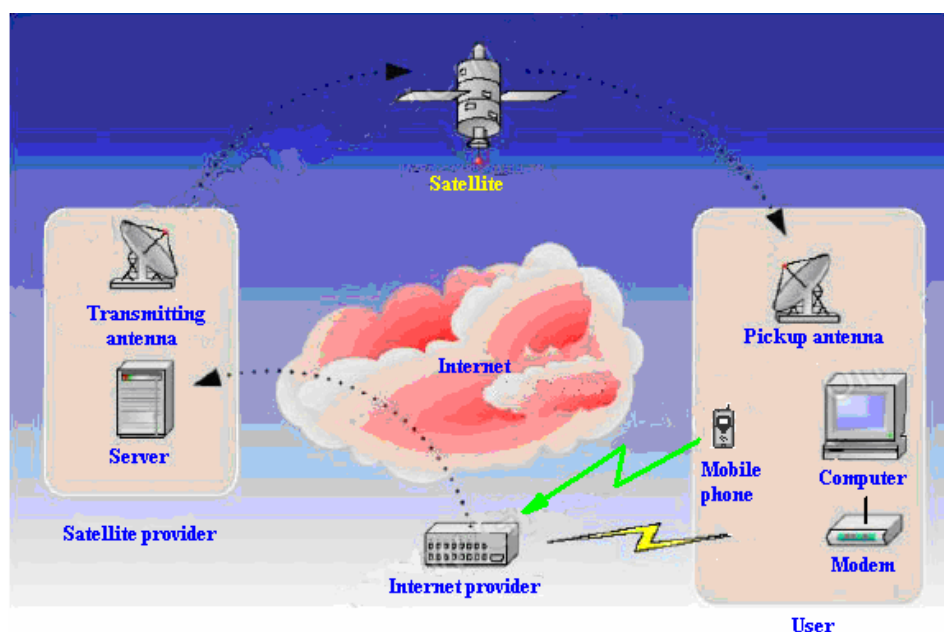 Satellite
Transmitting
antenna
Server
Satellite provider
Internet
Internet provider
Pickup antenna
Mobile
phone
Computer
Modem
User